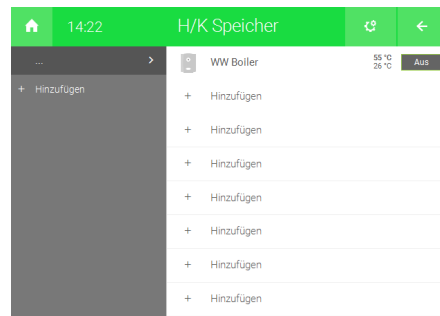 14:22
H/K Speicher
...
+ Hinzufügen
WW Boiler
55 °C
26 °C
Aus
+ Hinzufügen
+ Hinzufügen
+ Hinzufügen
+ Hinzufügen
+ Hinzufügen
+ Hinzufügen
+ Hinzufügen